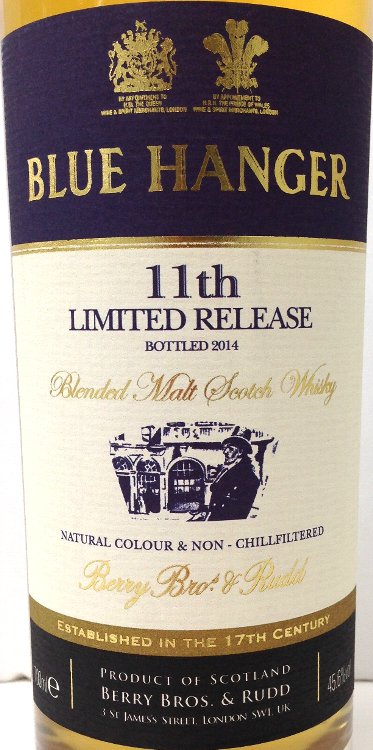 BY APPOINTMENT TO
H.M. THE QUEEN
WINE & SPIRIT MERCHANTS, LONDON
BY APPOINTMENT TO
H.R.H. THE PRINCE OF WALES
WINE & SPIRIT MERCHANTS, LONDON
BLUE HANGER
11th
LIMITED RELEASE
BOTTLED 2014
Blended Malt Scotch Whisky
NATURAL COLOUR & NON - CHILLFILTERED
Berry Bros. & Rudd
ESTABLISHED IN THE 17TH CENTURY
700ml e
PRODUCT OF SCOTLAND
BERRY BROS. & RUDD
3 ST JAMES'S STREET, LONDON SW1, UK
45.6%